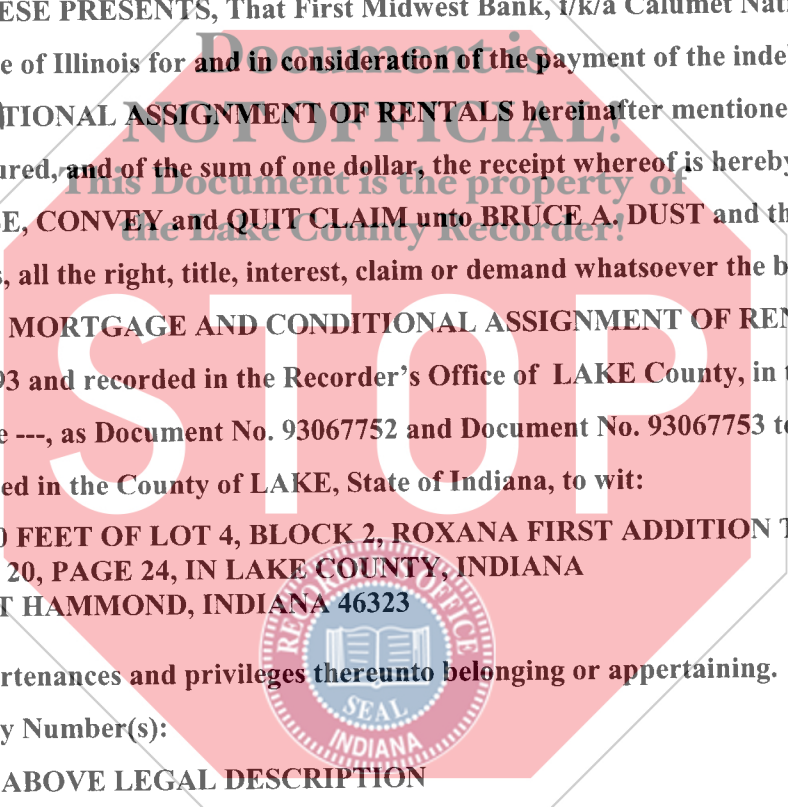 ESE PRESENTS, That First Midwest Bank, f/k/a Calumet Nat
Document is
e of Illinois for and in consideration of the payment of the inde
NOT OFFICIAL!
TIONAL ASSIGNMENT OF RENTALS hereinafter mentione
ured, and of the sum of one dollar, the receipt whereof is hereby
This Document is the property of
E, CONVEY and QUIT CLAIM unto BRUCE A. DUST and th
the Lake County Recorder!
s, all the right, title, interest, claim or demand whatsoever the b
MORTGAGE AND CONDITIONAL ASSIGNMENT OF REN
93 and recorded in the Recorder's Office of LAKE County, in t
STOP
e ---, as Document No. 93067752 and Document No. 93067753 to
ed in the County of LAKE, State of Indiana, to wit:
0 FEET OF LOT 4, BLOCK 2, ROXANA FIRST ADDITION T
20, PAGE 24, IN LAKE COUNTY, INDIANA
T HAMMOND, INDIANA 46323
RECORDER'S OFFICE
rtenances and privileges thereunto belonging or appertaining.
SEAL
y Number(s):
INDIANA
ABOVE LEGAL DESCRIPTION